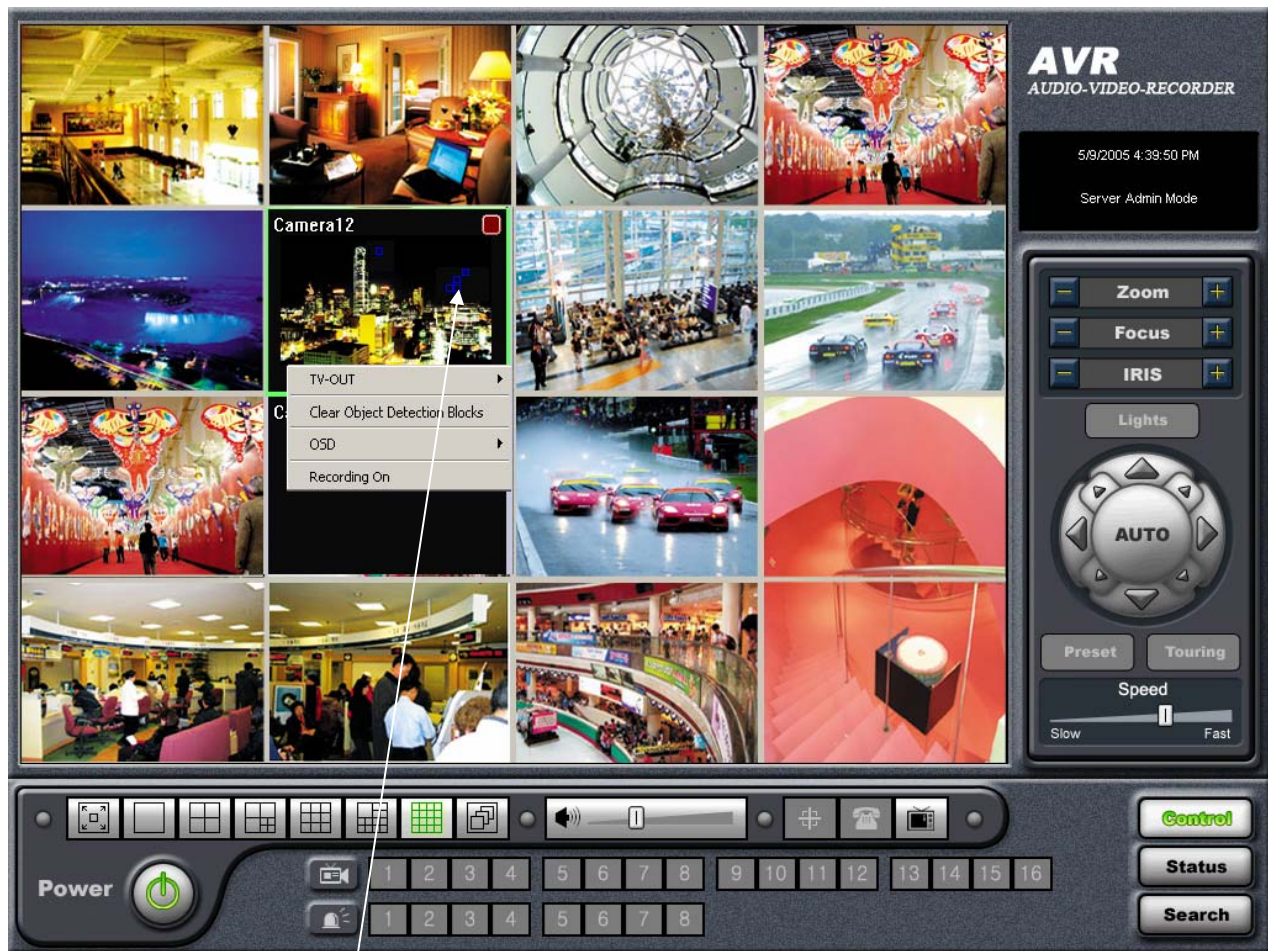 AVR
AUDIO-VIDEO-RECORDER
5/9/2005 4:39:50 PM
Server Admin Mode
Camera12
TV-OUT
Clear Object Detection Blocks
OSD
Recording On
Zoom
Focus
IRIS
Lights
AUTO
Preset Touring
Speed
Slow Fast
Control
Power
1 2 3 4 5 6 7 8 9 10 11 12 13 14 15 16
Status
1 2 3 4 5 6 7 8
Search